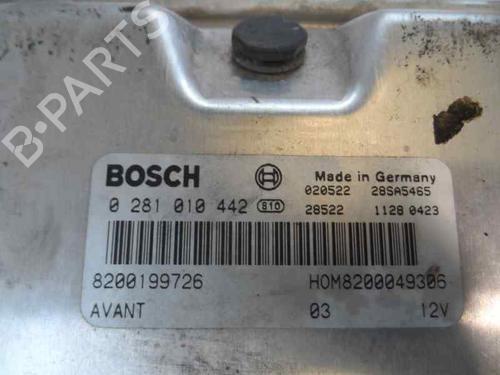 B-PARTS
BOSCH Made in Germany
020522 28SA5465
0 281 010 442 S10 28522 1128 0423
8200199726 HOM8200049306
AVANT 03 12V